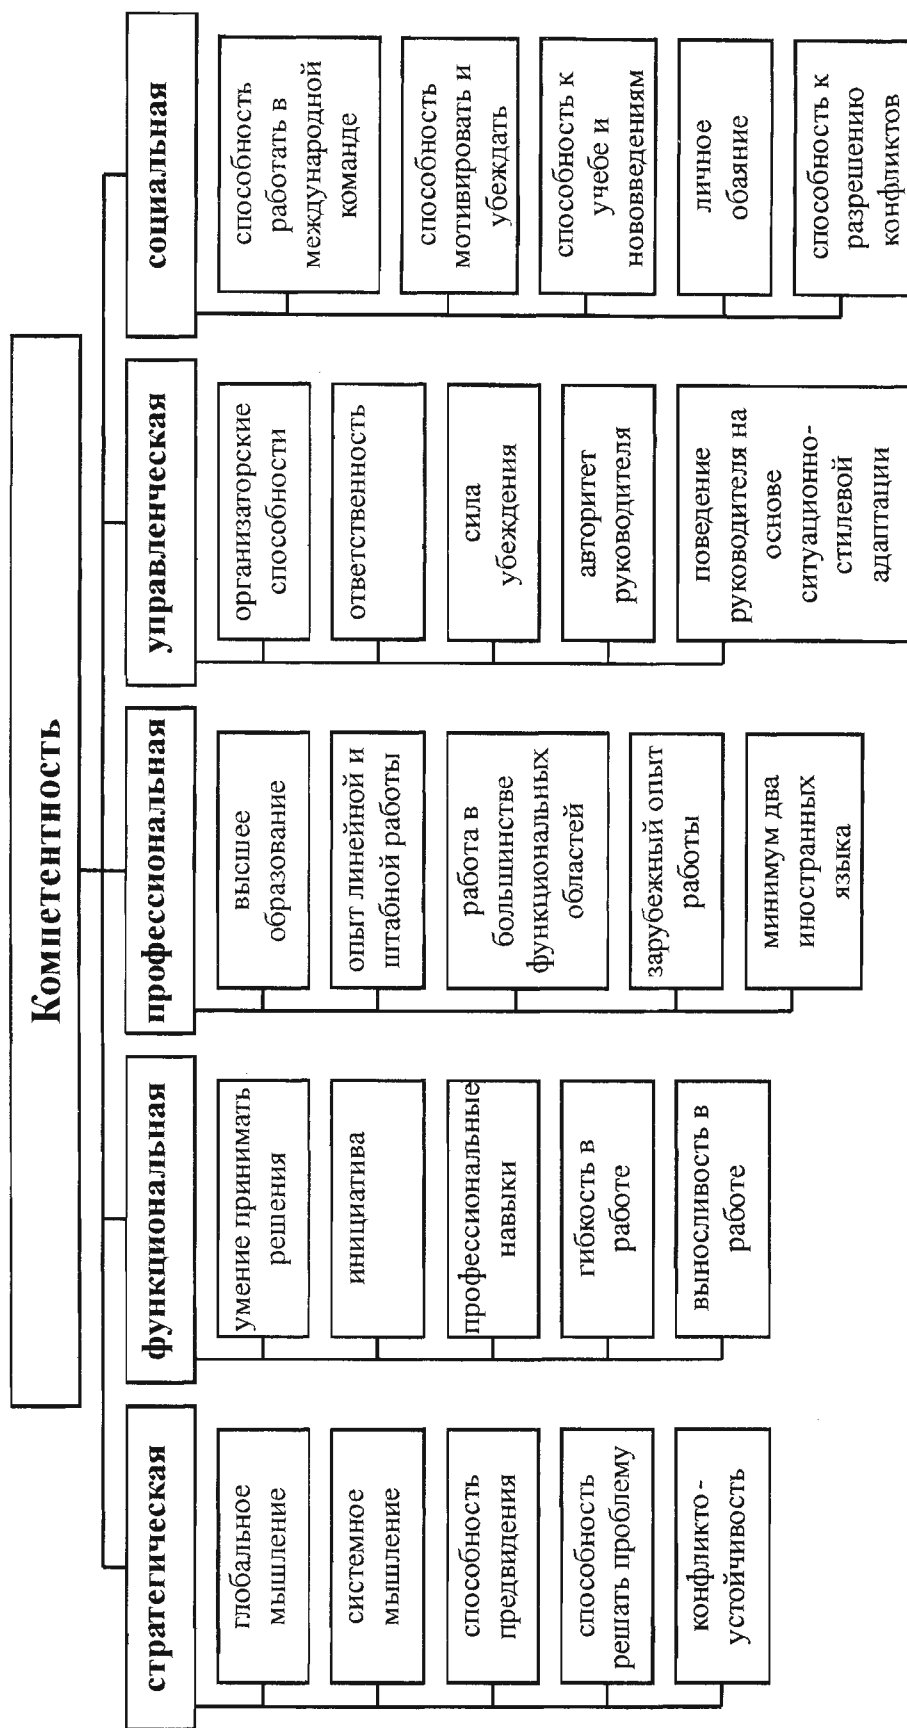 Компетентность
стратегическая
глобальное
мышление
системное
мышление
способность
предвидения
способность
решать проблему
конфликто-
устойчивость
функциональная
умение принимать
решения
инициатива
профессиональные
навыки
гибкость в
работе
выносливость в
работе
профессиональная
высшее
образование
опыт линейной и
штабной работы
работа в
большинстве
функциональных
областей
зарубежный опыт
работы
минимум два
иностранных
языка
управленческая
организаторские
способности
ответственность
сила
убеждения
авторитет
руководителя
поведение
руководителя на
основе
ситуационно-
стилевой
адаптации
социальная
способность
работать в
международной
команде
способность
мотивировать и
убеждать
способность к
учебе и
нововведениям
личное
обаяние
способность к
разрешению
конфликтов